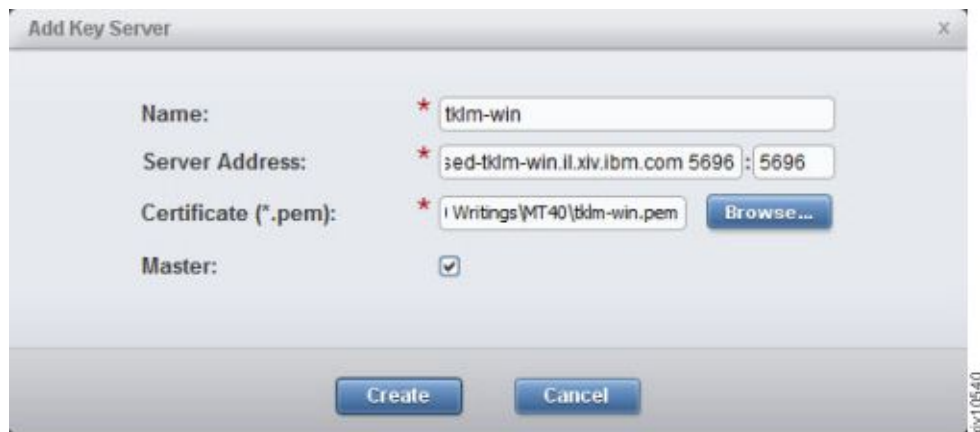 Add Key Server x
Name: * tklm-win
Server Address: * sed-tklm-win.il.xiv.ibm.com 5696 : 5696
Certificate (*.pem): * Writings\MT40\tklm-win.pem Browse...
Master:
Create Cancel